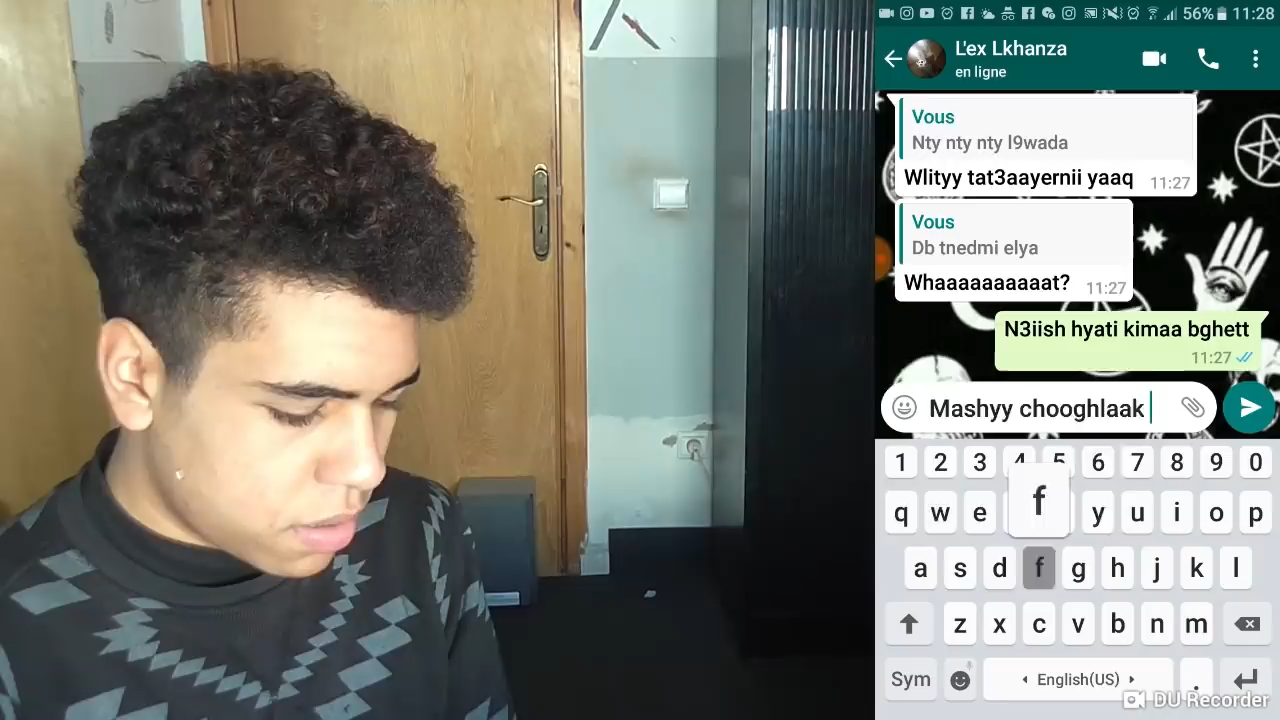 56% 11:28
L'ex Lkhanza
en ligne
Vous
Nty nty nty l9wada
Wlityy tat3aayernii yaaq 11:27
Vous
Db tnedmi elya
Whaaaaaaaaaat? 11:27
N3iish hyati kimaa bghett
11:27
Mashyy chooghlaak
1 2 3 4 5 6 7 8 9 0
q w e f y u i o p
a s d f g h j k l
z x c v b n m
Sym English(US) .
DU Recorder